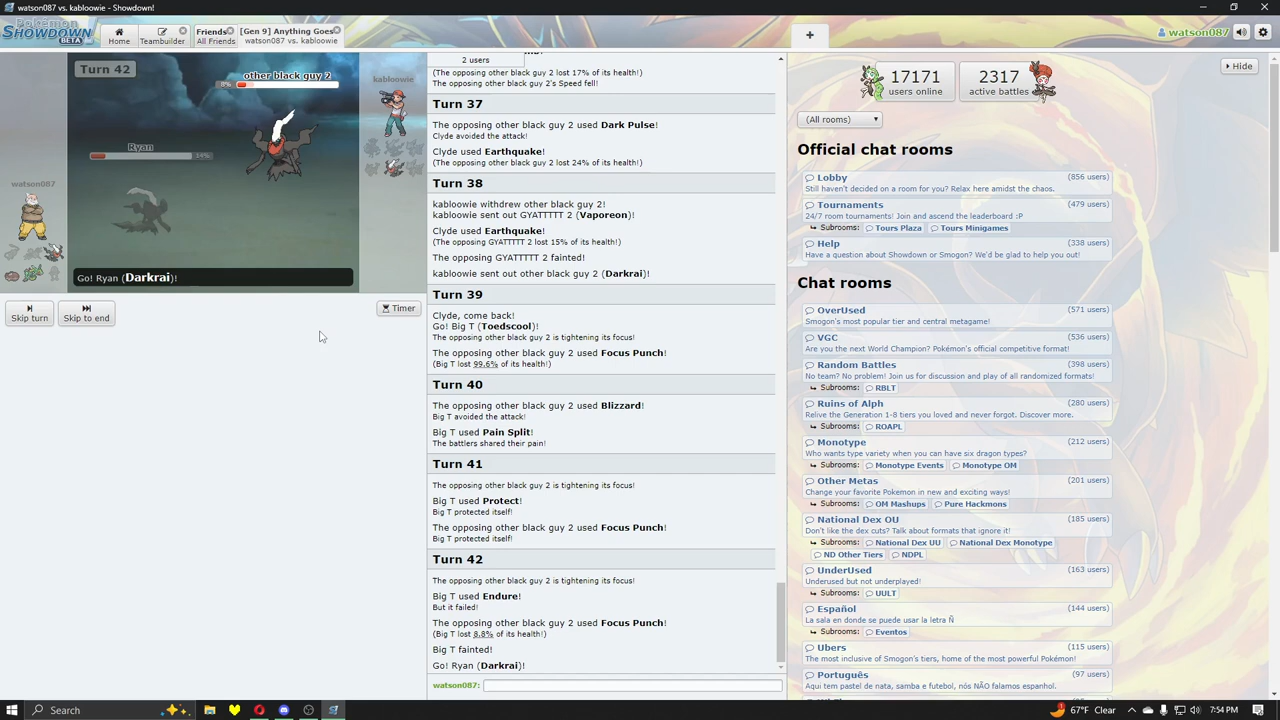 watson087 vs. kabloowie - Showdown!
Pokémon
SHOWDOWN
BETA
Home
Teambuilder
Friends
All Friends
[Gen 9] Anything Goes
watson087 vs. kabloowie
+
watson087
Turn 42
other black guy 2
8%
kabloowie
Ryan
14%
watson087
Go! Ryan (Darkrai)!
Skip turn
Skip to end
Timer
2 users
(The opposing other black guy 2 lost 17% of its health!)
(The opposing other black guy 2's Speed fell!)
Turn 37
The opposing other black guy 2 used Dark Pulse!
Clyde avoided the attack!
Clyde used Earthquake!
(The opposing other black guy 2 lost 24% of its health!)
Turn 38
kabloowie withdrew other black guy 2!
kabloowie sent out GYATTTTT 2 (Vaporeon)!
Clyde used Earthquake!
(The opposing GYATTTTT 2 lost 15% of its health!)
The opposing GYATTTTT 2 fainted!
kabloowie sent out other black guy 2 (Darkrai)!
Turn 39
Clyde, come back!
Go! Big T (Toedscool)!
The opposing other black guy 2 is tightening its focus!
The opposing other black guy 2 used Focus Punch!
(Big T lost 99.6% of its health!)
Turn 40
The opposing other black guy 2 used Blizzard!
Big T avoided the attack!
Big T used Pain Split!
The battlers shared their pain!
Turn 41
The opposing other black guy 2 is tightening its focus!
Big T used Protect!
Big T protected itself!
The opposing other black guy 2 used Focus Punch!
Big T protected itself!
Turn 42
The opposing other black guy 2 is tightening its focus!
Big T used Endure!
But it failed!
The opposing other black guy 2 used Focus Punch!
(Big T lost 8.8% of its health!)
Big T fainted!
Go! Ryan (Darkrai)!
watson087:
17171
users online
2317
active battles
Hide
(All rooms)
Official chat rooms
Lobby (856 users)
Still haven't decided on a room for you? Relax here amidst the chaos.
Tournaments (479 users)
24/7 room tournaments! Join and ascend the leaderboard :P
Subrooms: Tours Plaza Tours Minigames
Help (338 users)
Have a question about Showdown or Smogon? We'd be glad to help you out!
Chat rooms
OverUsed (571 users)
Smogon's most popular tier and central metagame!
VGC (536 users)
Are you the next World Champion? Pokémon's official competitive format!
Random Battles (398 users)
No team? No problem! Join us for discussion and play of all randomized formats!
Subrooms: RBLT
Ruins of Alph (280 users)
Relive the Generation 1-8 tiers you loved and never forgot. Discover more.
Subrooms: ROAPL
Monotype (212 users)
Who wants type variety when you can have six dragon types?
Subrooms: Monotype Events Monotype OM
Other Metas (201 users)
Change your favorite Pokemon in new and exciting ways!
Subrooms: OM Mashups Pure Hackmons
National Dex OU (185 users)
Don't like the dex cuts? Talk about formats that ignore it!
Subrooms: National Dex UU National Dex Monotype
ND Other Tiers NDPL
UnderUsed (163 users)
Underused but not underplayed!
Subrooms: UULT
Español (144 users)
La sala en donde se puede usar la letra Ñ
Subrooms: Eventos
Ubers (115 users)
The most inclusive of Smogon's tiers, home of the most powerful Pokémon!
Português (97 users)
Aqui tem pastel de nata, samba e futebol, nós NÃO falamos espanhol.
Search
67°F Clear
7:54 PM